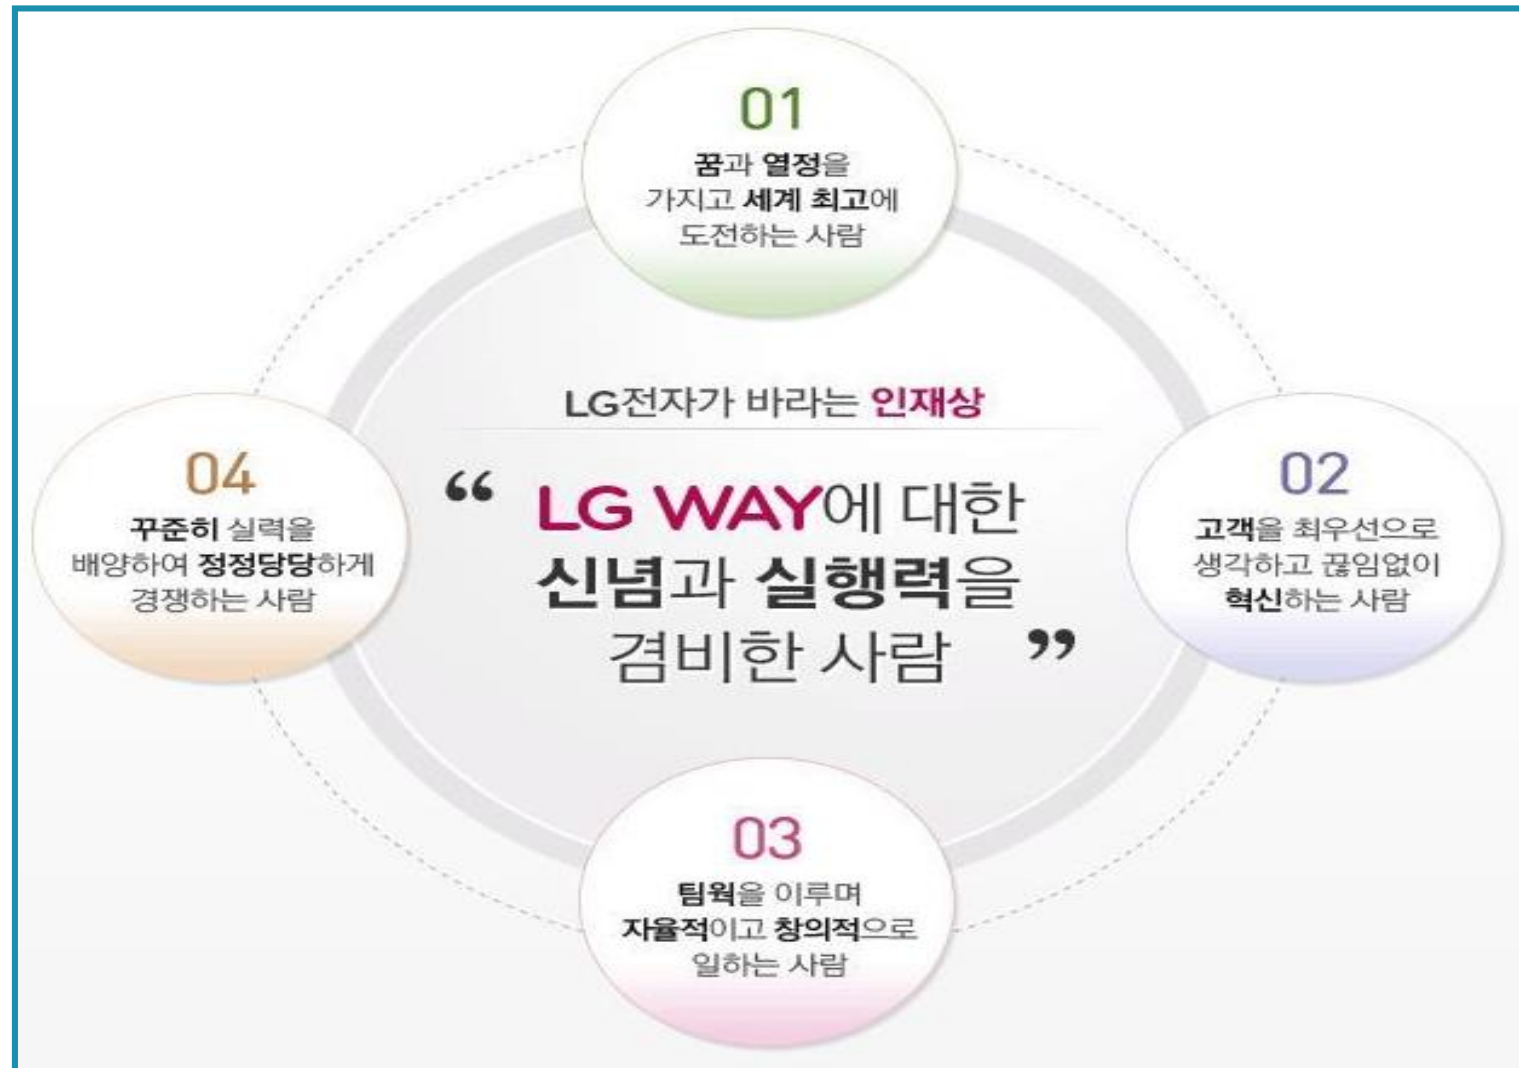 01
꿈과 열정을
가지고 세계 최고에
도전하는 사람
LG전자가 바라는 인재상
“ LG WAY에 대한
신념과 실행력을
겸비한 사람 ”
02
고객을 최우선으로
생각하고 끊임없이
혁신하는 사람
03
팀웍을 이루며
자율적이고 창의적으로
일하는 사람
04
꾸준히 실력을
배양하여 정정당당하게
경쟁하는 사람